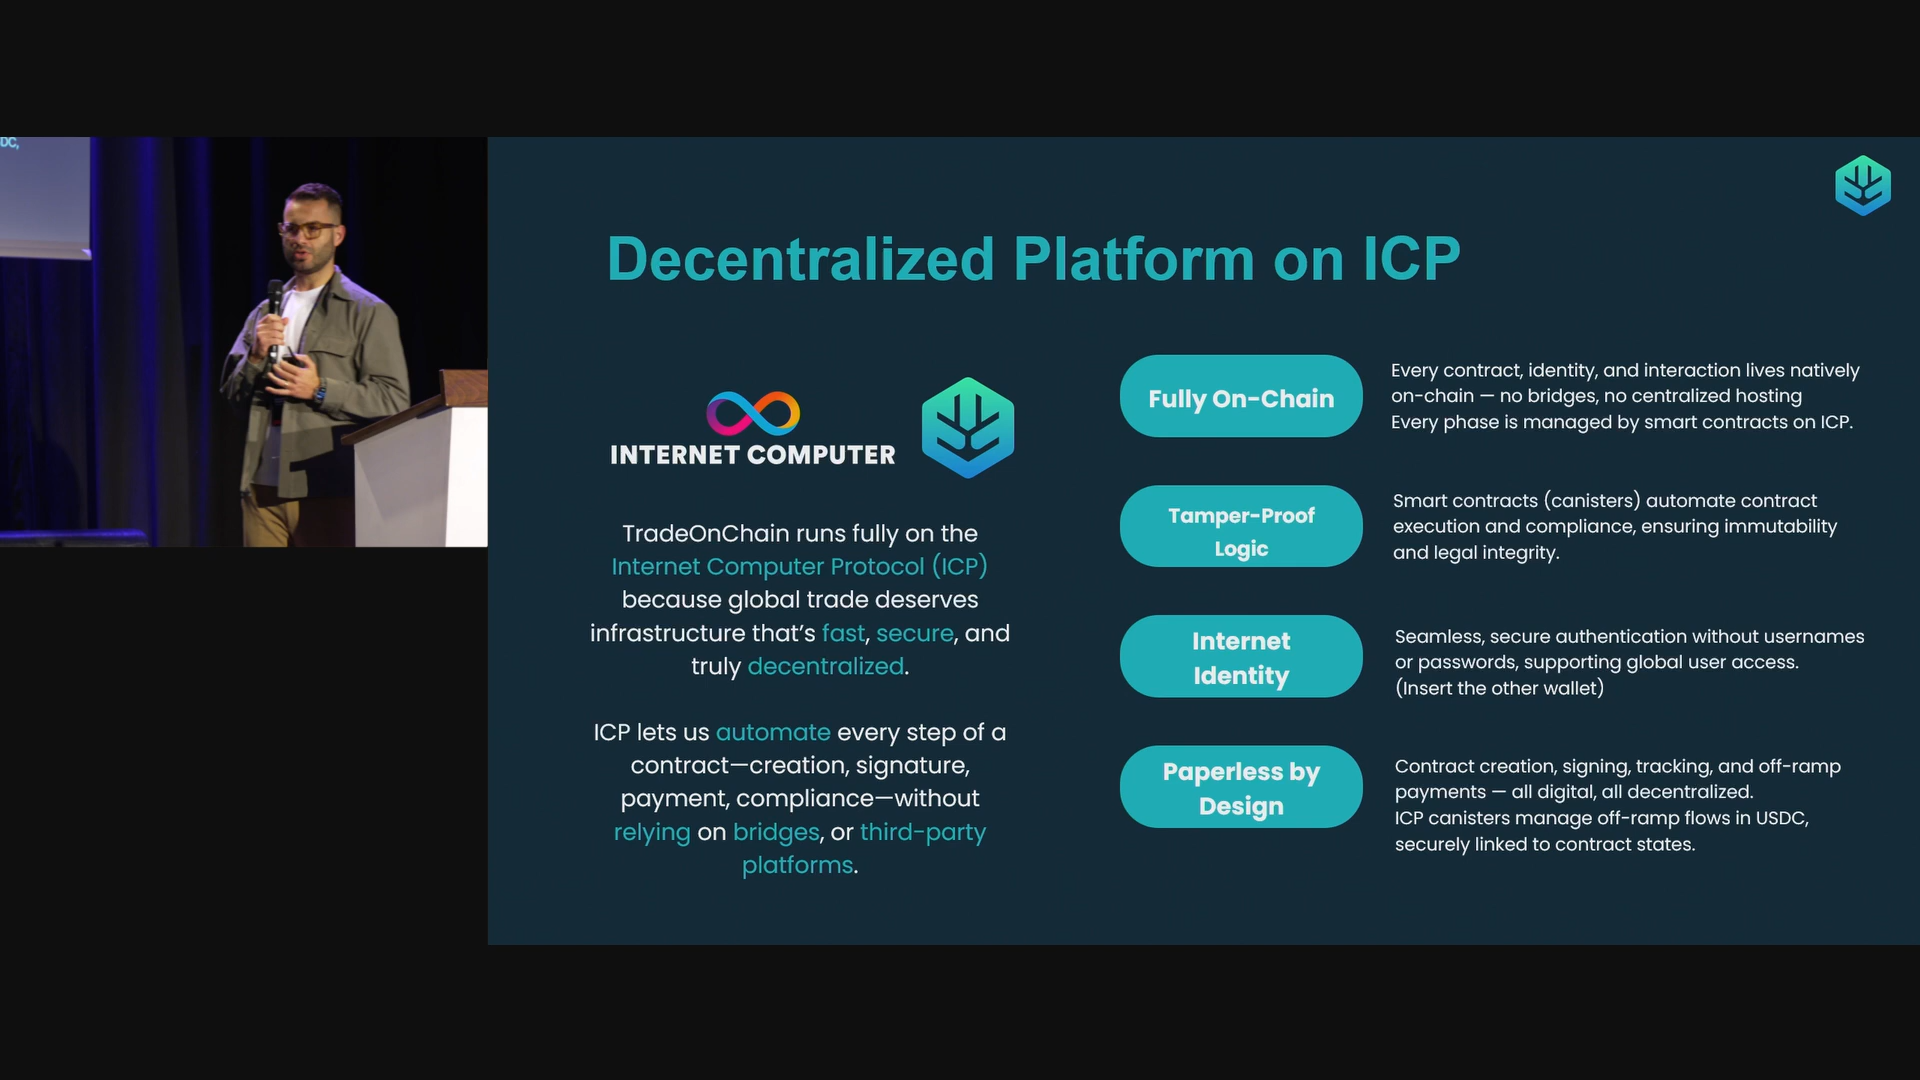 DC,
Decentralized Platform on ICP
INTERNET COMPUTER
TradeOnChain runs fully on the
Internet Computer Protocol (ICP)
because global trade deserves
infrastructure that’s fast, secure, and
truly decentralized.
ICP lets us automate every step of a
contract—creation, signature,
payment, compliance—without
relying on bridges, or third-party
platforms.
Fully On-Chain
Every contract, identity, and interaction lives natively
on-chain — no bridges, no centralized hosting
Every phase is managed by smart contracts on ICP.
Tamper-Proof
Logic
Smart contracts (canisters) automate contract
execution and compliance, ensuring immutability
and legal integrity.
Internet
Identity
Seamless, secure authentication without usernames
or passwords, supporting global user access.
(Insert the other wallet)
Paperless by
Design
Contract creation, signing, tracking, and off-ramp
payments — all digital, all decentralized.
ICP canisters manage off-ramp flows in USDC,
securely linked to contract states.